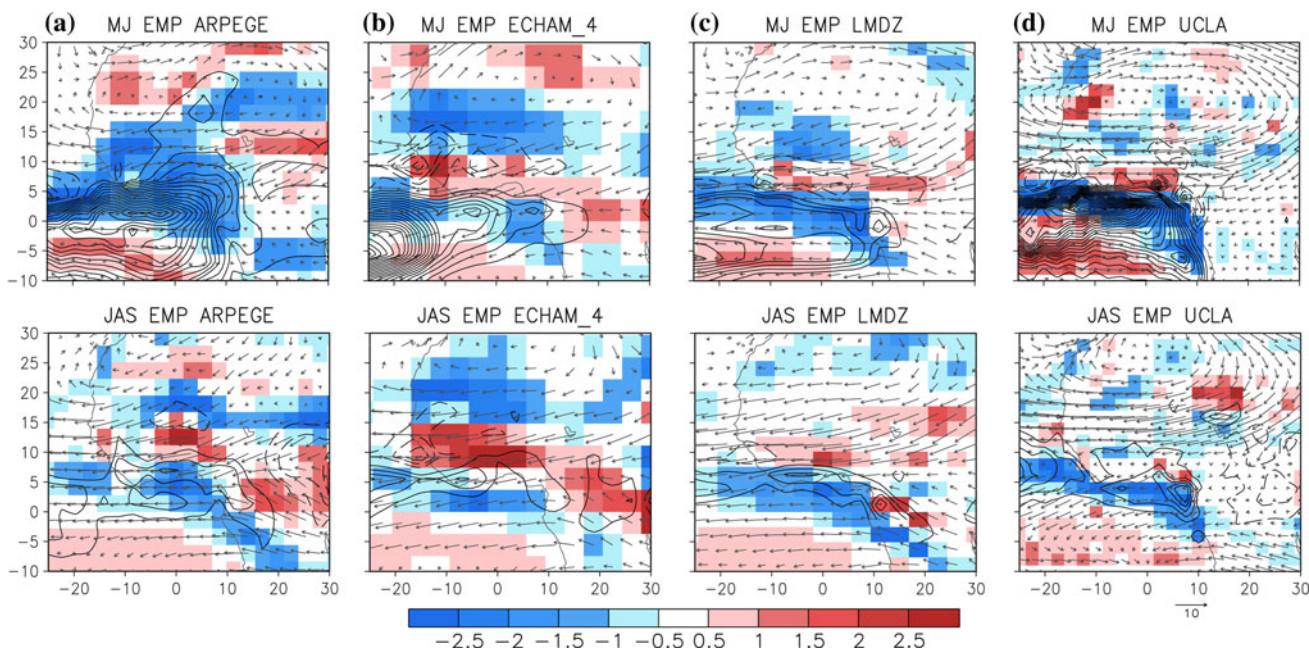 (a) MJ EMP ARPEGE
(b) MJ EMP ECHAM_4
(c) MJ EMP LMDZ
(d) MJ EMP UCLA
30
25
20
15
10
5
0
-5
-10
JAS EMP ARPEGE
JAS EMP ECHAM_4
JAS EMP LMDZ
JAS EMP UCLA
30
25
20
15
10
5
0
-5
-10
-20 -10 0 10 20 30
-20 -10 0 10 20 30
-20 -10 0 10 20 30
-20 -10 0 10 20 30
10
-2.5 -2 -1.5 -1 -0.5 0.5 1 1.5 2 2.5